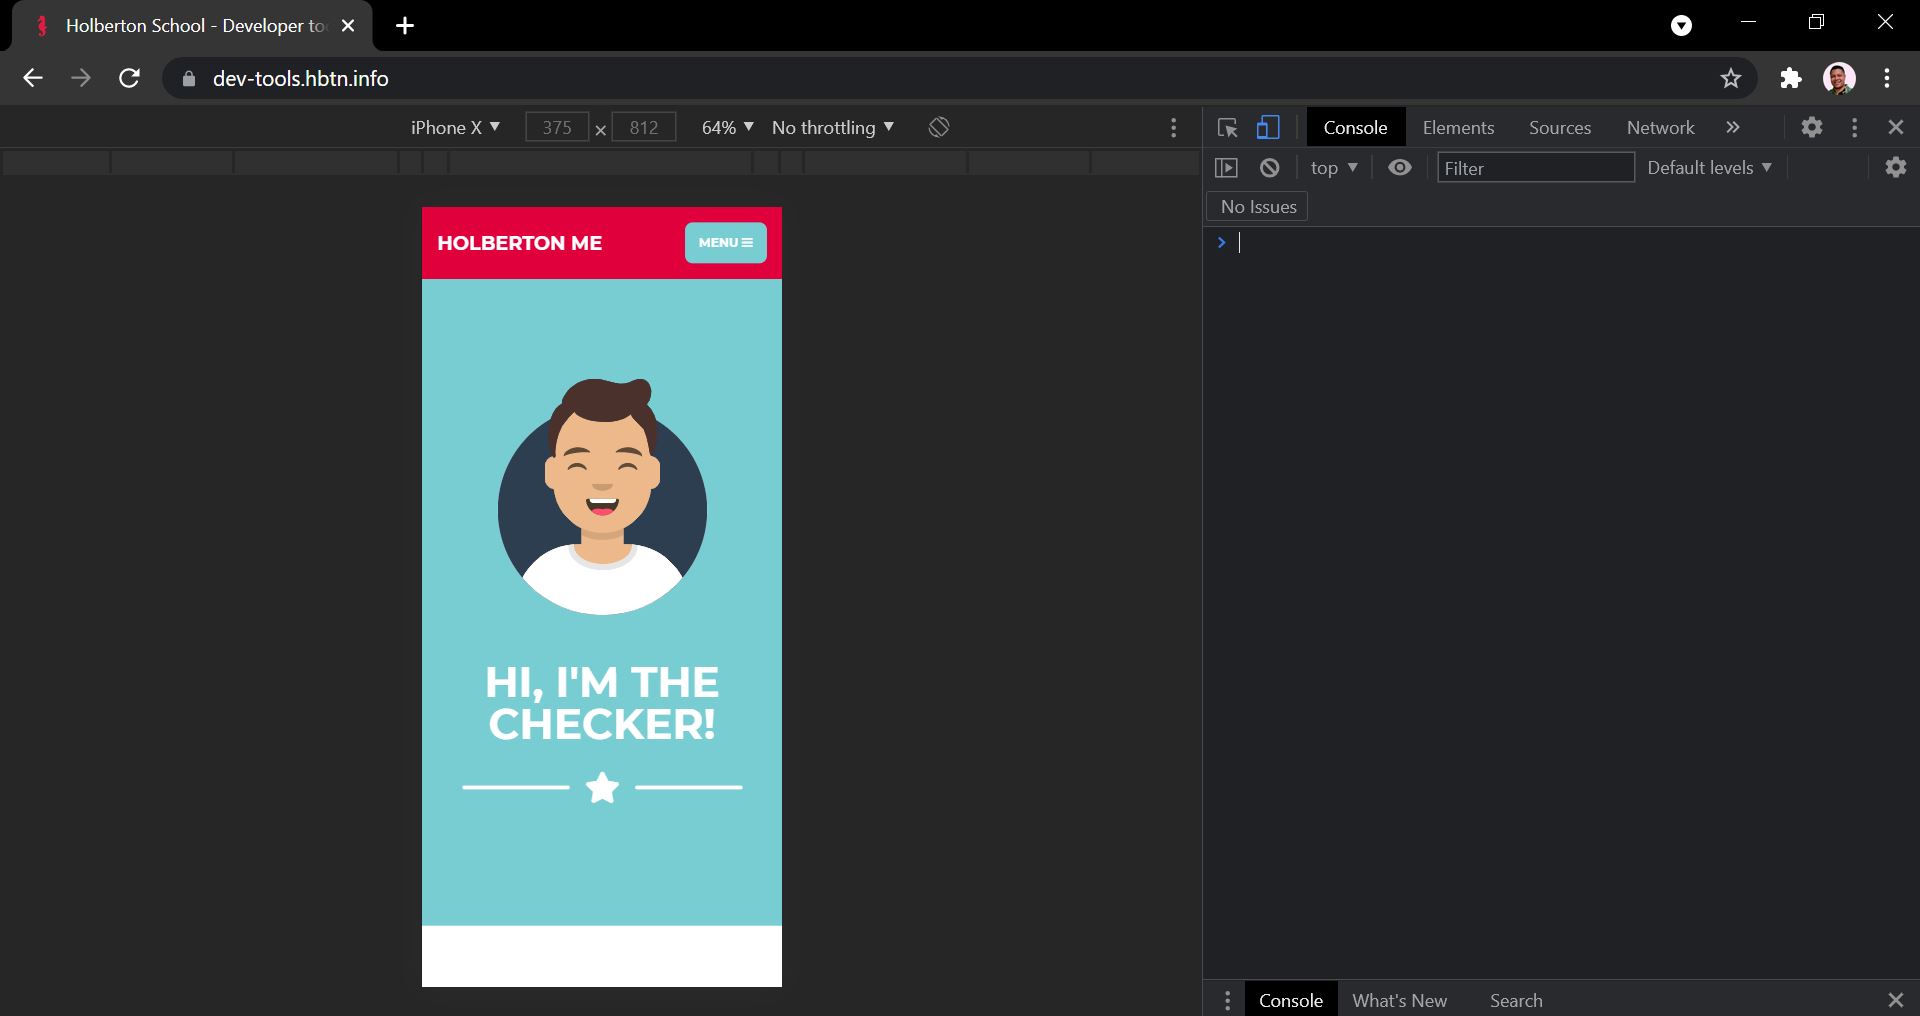 Holberton School - Developer to
dev-tools.hbtn.info
iPhone X 375 × 812 64% No throttling
Console Elements Sources Network
top Filter Default levels
No Issues
HOLBERTON ME
MENU
HI, I'M THE
CHECKER!
Console What's New Search